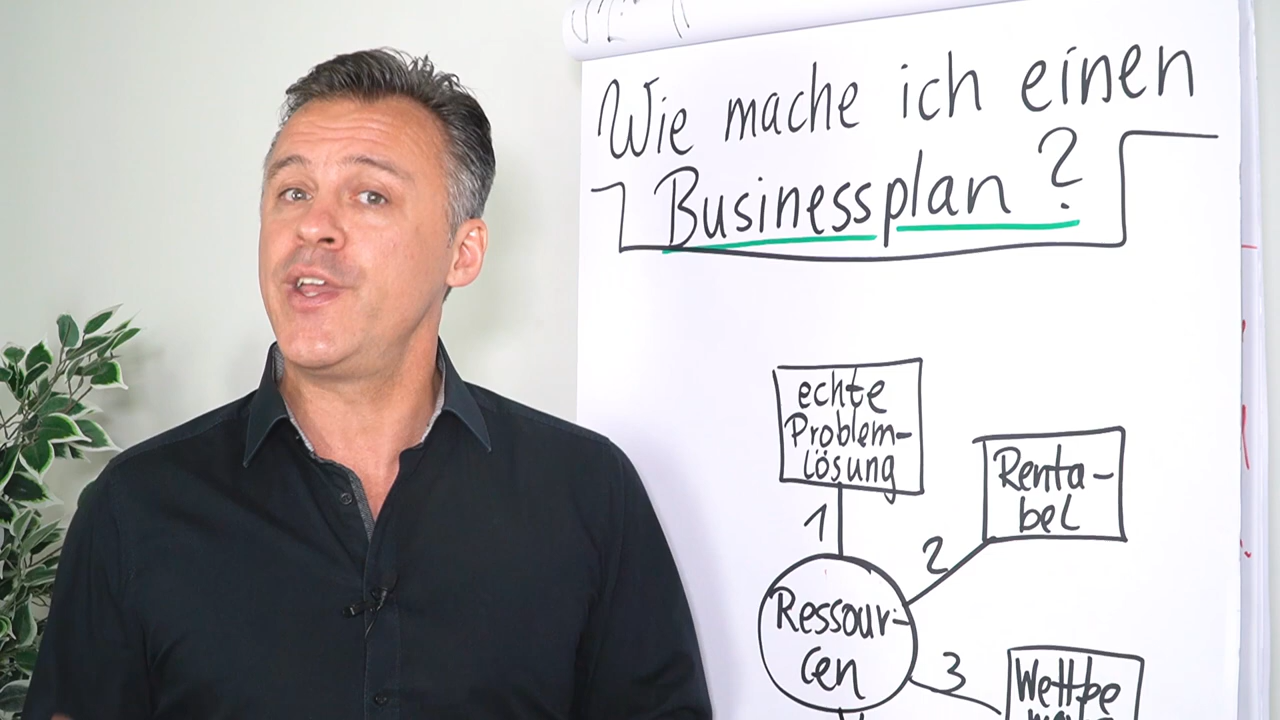 Wie mache ich einen
Businessplan?
echte
Problem-
lösung
Renta-
bel
1
2
Ressour-
cen
3
Wettbe